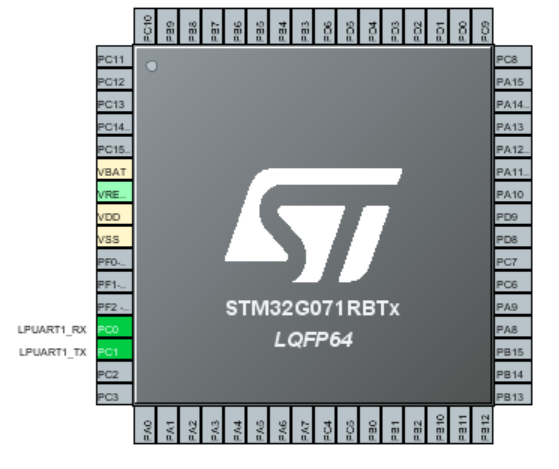 PC10 PB9 PB8 PB7 PB6 PB5 PB4 PB3 PD6 PD5 PD4 PD3 PD2 PD1 PD0 PC9
PC11
PC12
PC13
PC14..
PC15..
VBAT
VRE..
VDD
VSS
PF0-..
PF1-..
PF2 -..
LPUART1_RX PC0
LPUART1_TX PC1
PC2
PC3
STM32G071RBTx
LQFP64
PC8
PA15
PA14..
PA13
PA12..
PA11..
PA10
PD9
PD8
PC7
PC6
PA9
PA8
PB15
PB14
PB13
PA0 PA1 PA2 PA3 PA4 PA5 PA6 PA7 PC4 PC5 PB0 PB1 PB2 PB10 PB11 PB12